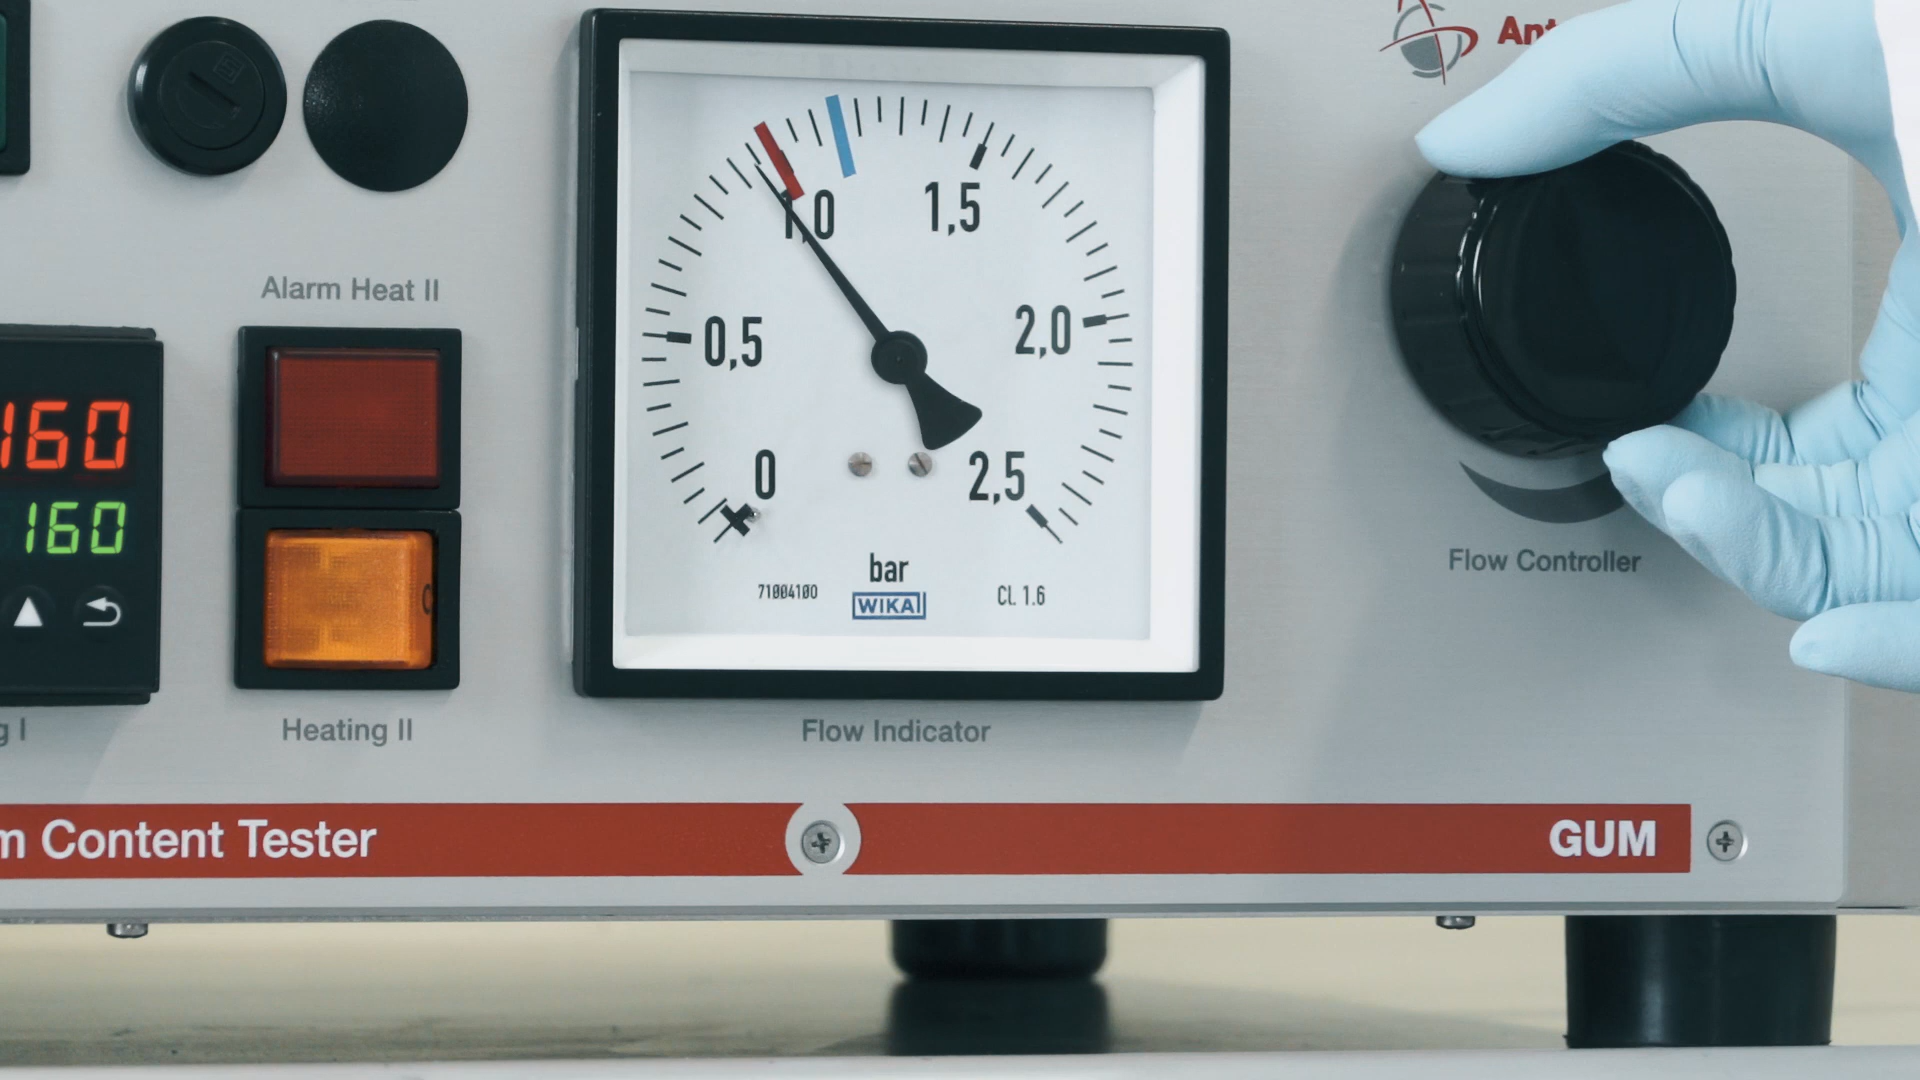 Ant
Alarm Heat II
1,0
1,5
0,5
2,0
0
2,5
160
160
bar
71004100
WIKA
Cl. 1.6
Flow Controller
g I
Heating II
Flow Indicator
m Content Tester
GUM